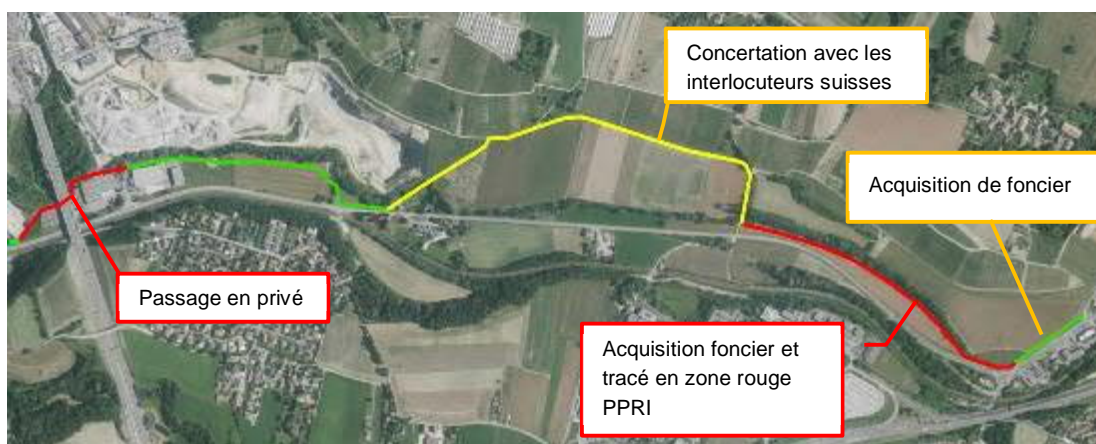 Concertation avec les
interlocuteurs suisses
Acquisition de foncier
Passage en privé
Acquisition foncier et
tracé en zone rouge
PPRI